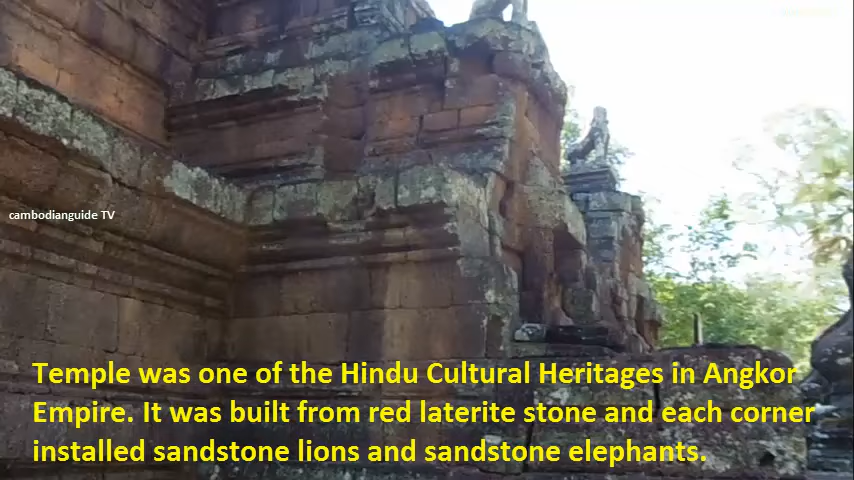 cambodianguide TV
Temple was one of the Hindu Cultural Heritages in Angkor
Empire. It was built from red laterite stone and each corner
installed sandstone lions and sandstone elephants.